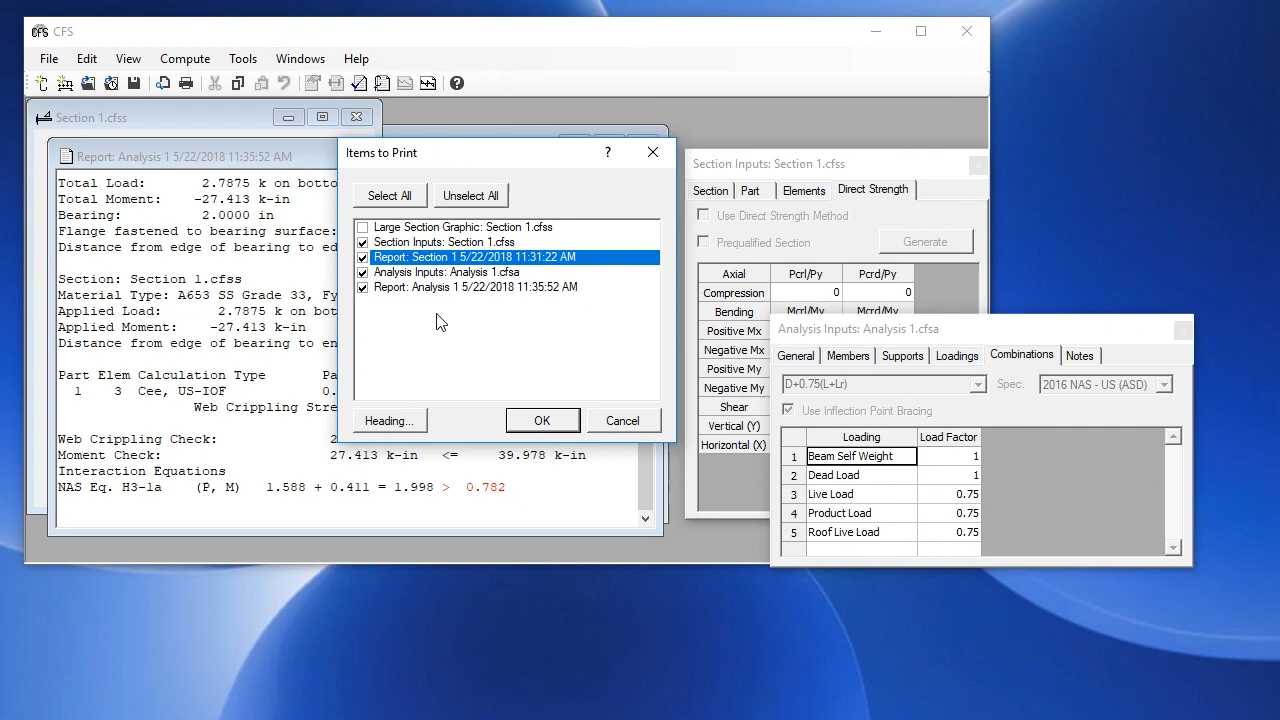 CFS CFS
File Edit View Compute Tools Windows Help
Section 1.cfss
Report: Analysis 1 5/22/2018 11:35:52 AM
Total Load: 2.7875 k on botto
Total Moment: -27.413 k-in
Bearing: 2.0000 in
Flange fastened to bearing surface:
Distance from edge of bearing to ed
Section: Section 1.cfss
Material Type: A653 SS Grade 33, Fy
Applied Load: 2.7875 k on bot
Applied Moment: -27.413 k-in
Distance from edge of bearing to en
Part Elem Calculation Type Pa
1 3 Cee, US-IOF 0.
Web Crippling Stre
Web Crippling Check: 2
Moment Check: 27.413 k-in <= 39.978 k-in
Interaction Equations
NAS Eq. H3-1a (P, M) 1.588 + 0.411 = 1.998 > 0.782
Items to Print ?
Select All Unselect All
Large Section Graphic: Section 1.cfss
Section Inputs: Section 1.cfss
Report: Section 1 5/22/2018 11:31:22 AM
Analysis Inputs: Analysis 1.cfsa
Report: Analysis 1 5/22/2018 11:35:52 AM
Heading... OK Cancel
Section Inputs: Section 1.cfss
Section Part Elements Direct Strength
Use Direct Strength Method
Prequalified Section Generate
Axial Pcrl/Py Pcrd/Py
Compression 0 0
Bending Mcrl/My Mcrd/My
Positive Mx
Negative Mx
Positive My
Negative My
Shear
Vertical (Y)
Horizontal (X)
Analysis Inputs: Analysis 1.cfsa
General Members Supports Loadings Combinations Notes
D+0.75(L+Lr) Spec. 2016 NAS - US (ASD)
Use Inflection Point Bracing
Loading Load Factor
1 Beam Self Weight 1
2 Dead Load 1
3 Live Load 0.75
4 Product Load 0.75
5 Roof Live Load 0.75